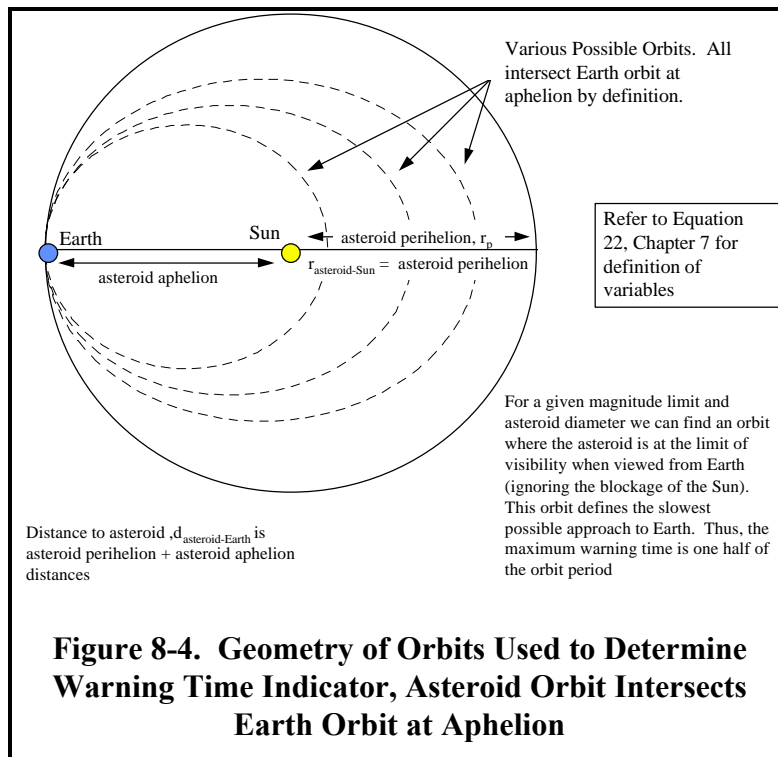 Various Possible Orbits. All
intersect Earth orbit at
aphelion by definition.
Earth
Sun
asteroid perihelion, rp
asteroid aphelion
rasteroid-Sun = asteroid perihelion
Refer to Equation
22, Chapter 7 for
definition of
variables
For a given magnitude limit and
asteroid diameter we can find an orbit
where the asteroid is at the limit of
visibility when viewed from Earth
(ignoring the blockage of the Sun).
This orbit defines the slowest
possible approach to Earth. Thus, the
maximum warning time is one half of
the orbit period
Distance to asteroid ,dasteroid-Earth is
asteroid perihelion + asteroid aphelion
distances
Figure 8-4. Geometry of Orbits Used to Determine
Warning Time Indicator, Asteroid Orbit Intersects
Earth Orbit at Aphelion